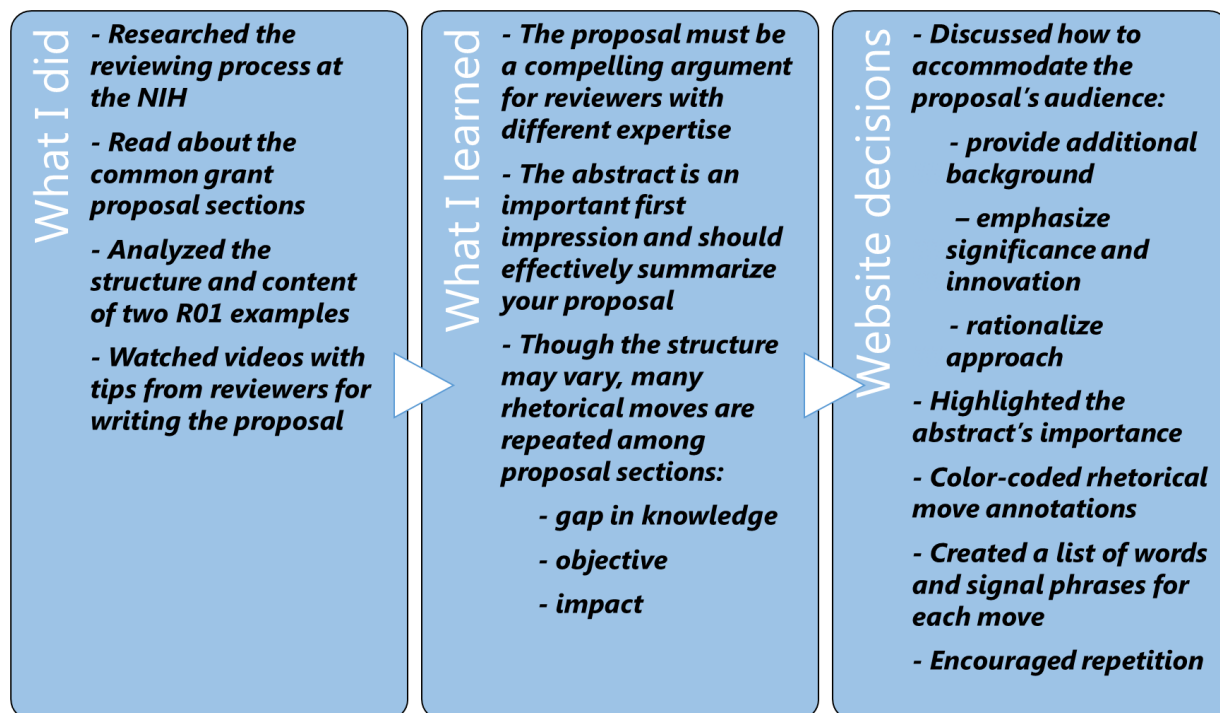 What I did
- Researched the
reviewing process at
the NIH
- Read about the
common grant
proposal sections
- Analyzed the
structure and content
of two R01 examples
- Watched videos with
tips from reviewers for
writing the proposal
What I learned
- The proposal must be
a compelling argument
for reviewers with
different expertise
- The abstract is an
important first
impression and should
effectively summarize
your proposal
- Though the structure
may vary, many
rhetorical moves are
repeated among
proposal sections:
- gap in knowledge
- objective
- impact
Website decisions
- Discussed how to
accommodate the
proposal's audience:
- provide additional
background
– emphasize
significance and
innovation
- rationalize
approach
- Highlighted the
abstract's importance
- Color-coded rhetorical
move annotations
- Created a list of words
and signal phrases for
each move
- Encouraged repetition